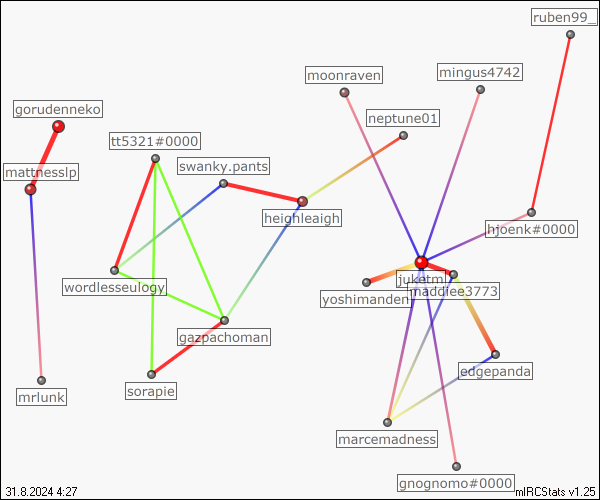 ruben99_
moonraven
mingus4742
gorudenneko
neptune01
tt5321#0000
swanky.pants
mattnesslp
heighleaigh
hjoenk#0000
juketml
wordlesseulogy
maddiee3773
yoshimanden
gazpachoman
edgepanda
sorapie
mrlunk
marcemadness
gnognomo#0000
31.8.2024 4:27
mIRCStats v1.25